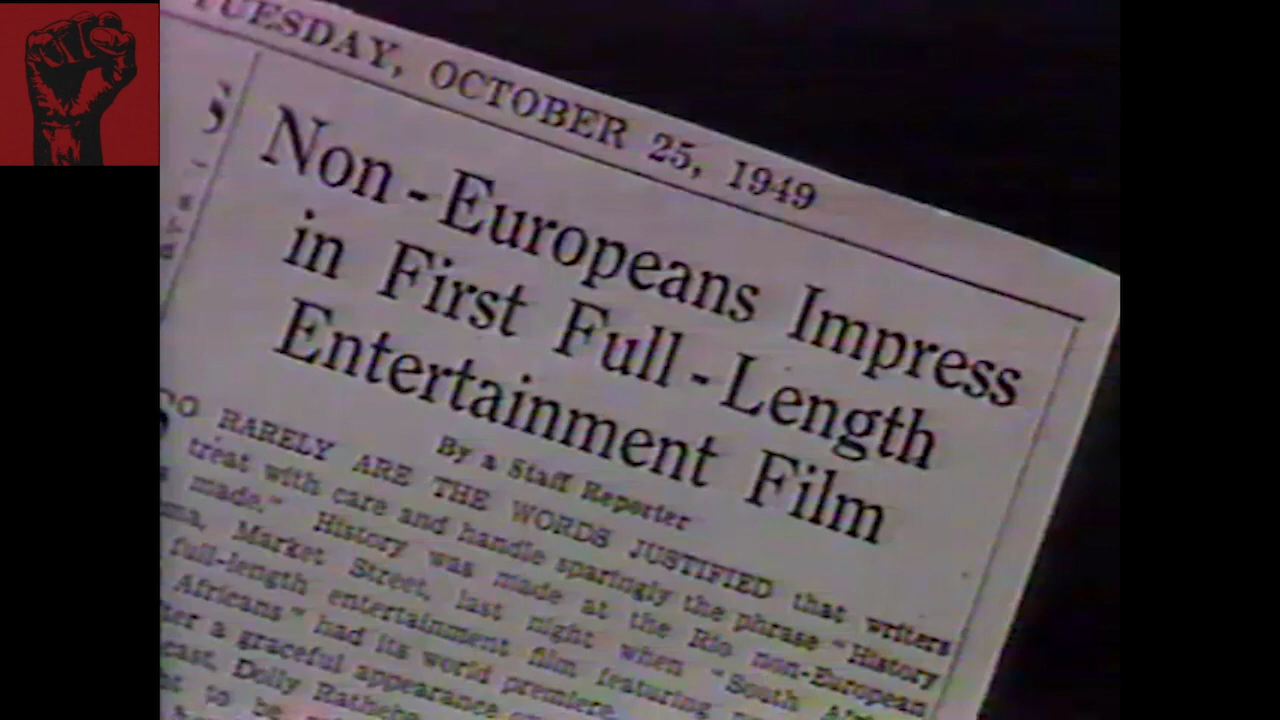 TUESDAY, OCTOBER 25, 1949
Non-Europeans Impress
in First Full-Length
Entertainment Film
By a Staff Reporter
SO RARELY ARE THE WORDS JUSTIFIED that writers
treat with care and handle sparingly the phrase "History
made." History was made at the Rio non-European
Market Street, last night when "South
full-length entertainment film featuring
Africans" had its world premiere.
a graceful appearance
cast, Dolly Rathebe
to be